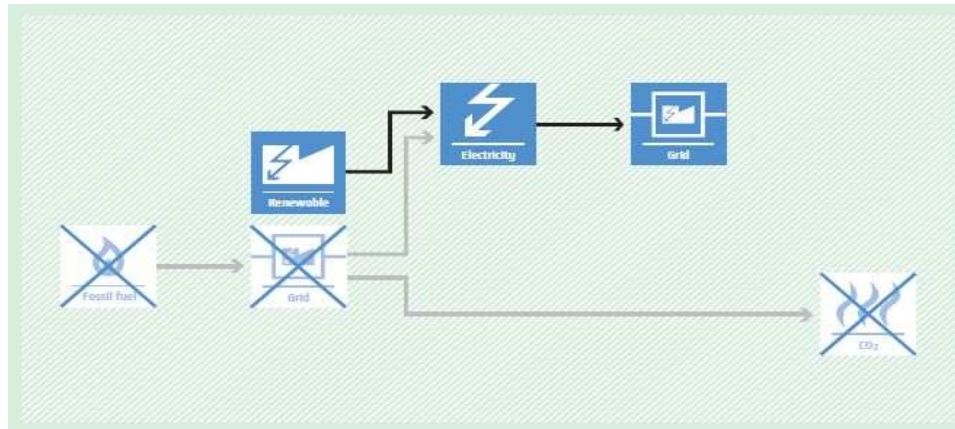 Electricity
Grid
Renewable
Fossil fuel
Grid
CO₂